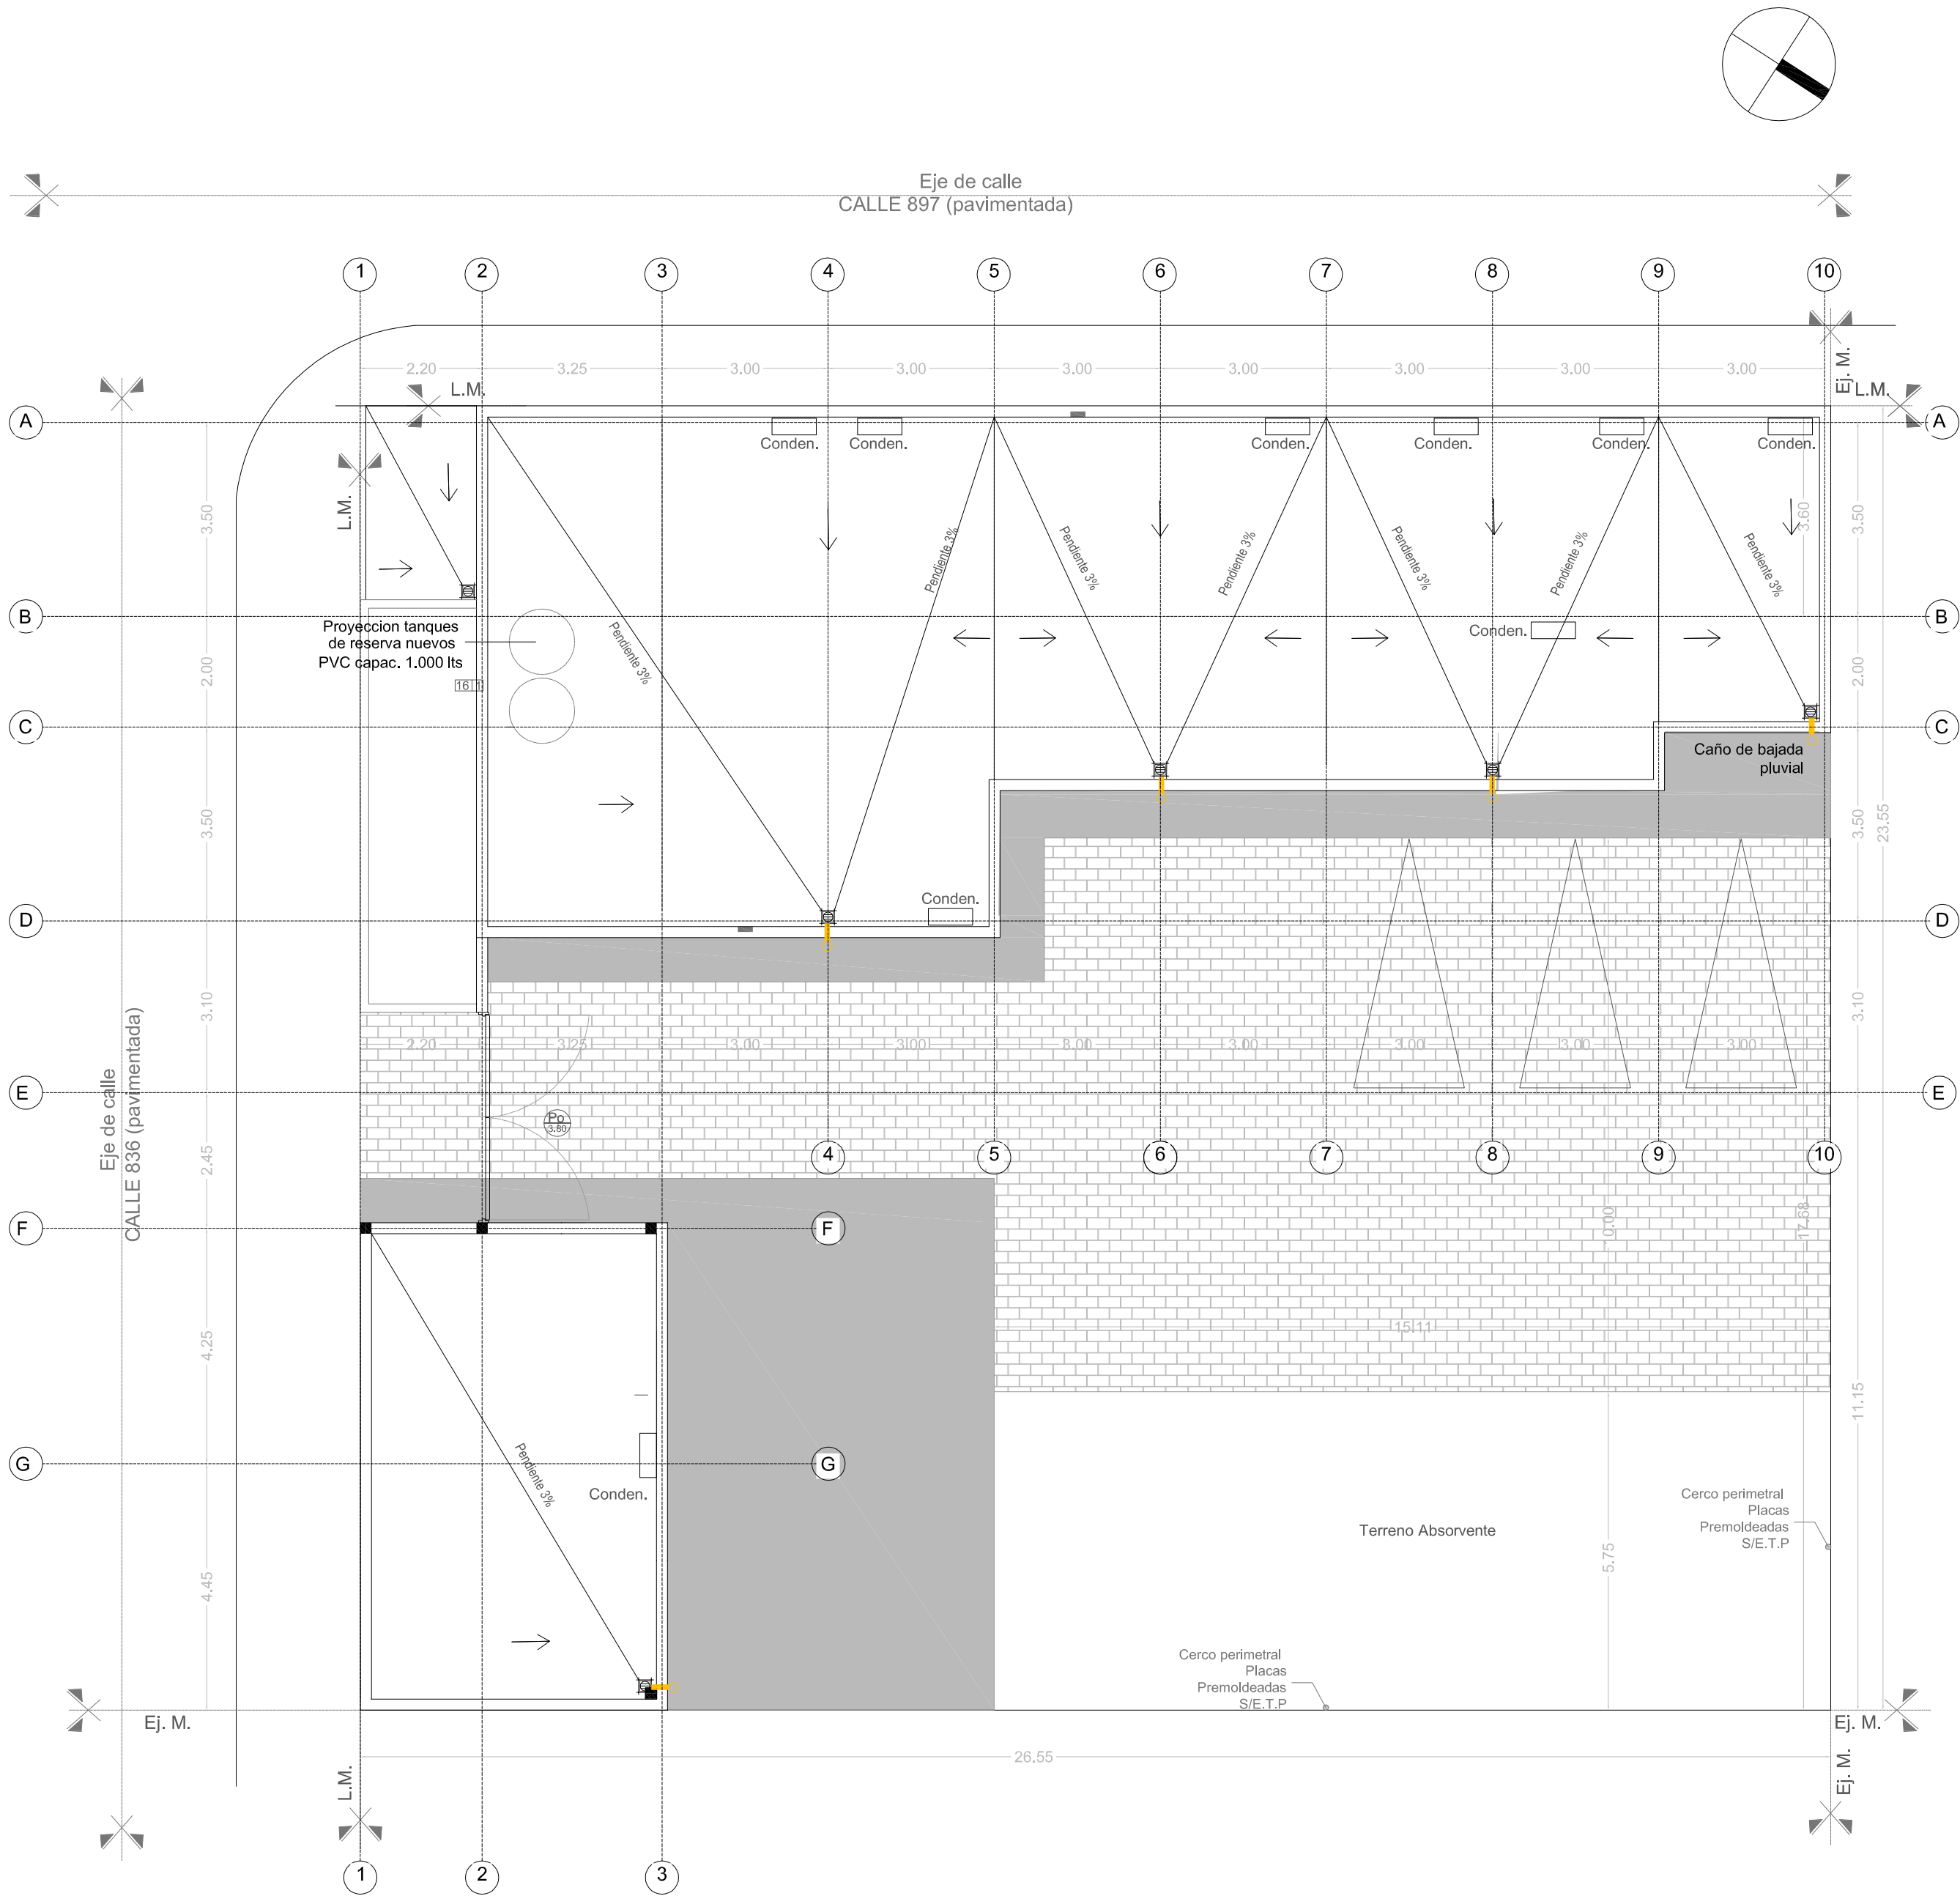 Eje de calle
CALLE 897 (pavimentada)
1 2 3 4 5 6 7 8 9 10
2.20 3.25 3.00 3.00 3.00 3.00 3.00 3.00 3.00
Ej. M.
L.M.
L.M.
A
A
Conden.
Conden.
Conden.
Conden.
Conden.
Conden.
L.M.
3.50
3.60
3.50
Pendiente 3%
Pendiente 3%
Pendiente 3%
Pendiente 3%
Pendiente 3%
Pendiente 3%
Pendiente 3%
B
B
Proyeccion tanques
de reserva nuevos
PVC capac. 1.000 lts
Conden.
2.00
2.00
C
C
Caño de bajada
pluvial
3.50
3.50
23.55
Conden.
D
D
3.10
3.10
2.20 3.25 3.00 3.00 3.00 3.00 3.00 3.00 3.00
Eje de calle
CALLE 836 (pavimentada)
E
E
Po
3.80
2.45
4 5 6 7 8 9 10
F
F
17.68
4.25
15.11
11.15
G
G
Pendiente 3%
Conden.
Terreno Absorvente
Cerco perimetral
Placas
Premoldeadas
S/E.T.P
5.75
4.45
Cerco perimetral
Placas
Premoldeadas
S/E.T.P
Ej. M.
Ej. M.
26.55
L.M.
Ej. M.
1 2 3